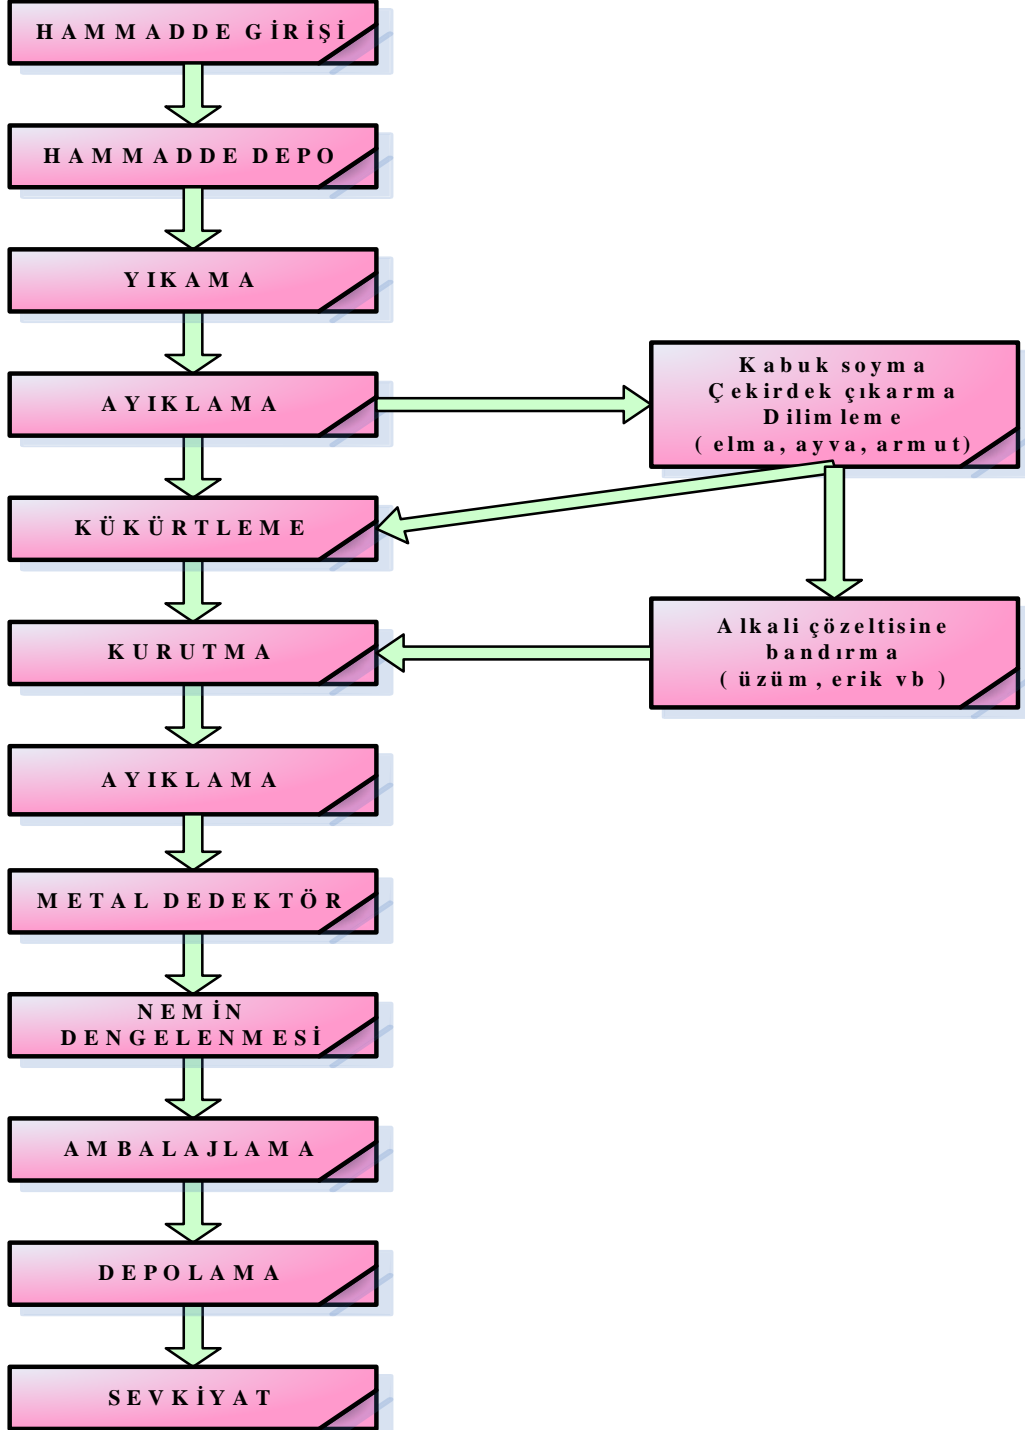 HAMMADDE GİRİŞİ
HAMMADDE DEPO
YIKAMA
AYIKLAMA
Kabuk soyma
Çekirdek çıkarma
Dilimleme
( elma, ayva, armut)
KÜKÜRTLEME
Alkali çözeltisine
bandırma
( üzüm, erik vb )
KURUTMA
AYIKLAMA
METAL DEDEKTÖR
NEMİN
DENGELENMESİ
AMBALAJLAMA
DEPOLAMA
SEVKİYAT